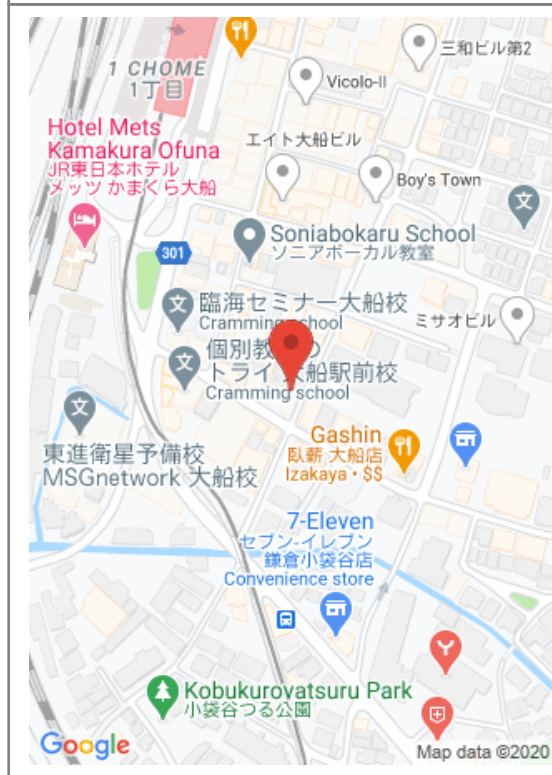 三和ビル第2
1 CHOME
1丁目
Vicolo-II
Hotel Mets
Kamakura Ofuna
JR東日本ホテル
メッツ かまくら大船
エイト大船ビル
Boy's Town
文
301
Soniabokaru School
ソニアボーカル教室
文
臨海セミナー大船校
Cramming school
ミサオビル
文
個別教
の
トライ 大船駅前校
Cramming school
文
東進衛星予備校
MSGnetwork 大船校
Gashin
臥薪 大船店
Izakaya・$$
7-Eleven
セブン-イレブン
鎌倉小袋谷店
Convenience store
Kobukuroyatsuru Park
小袋谷つる公園
Google
Map data ©2020